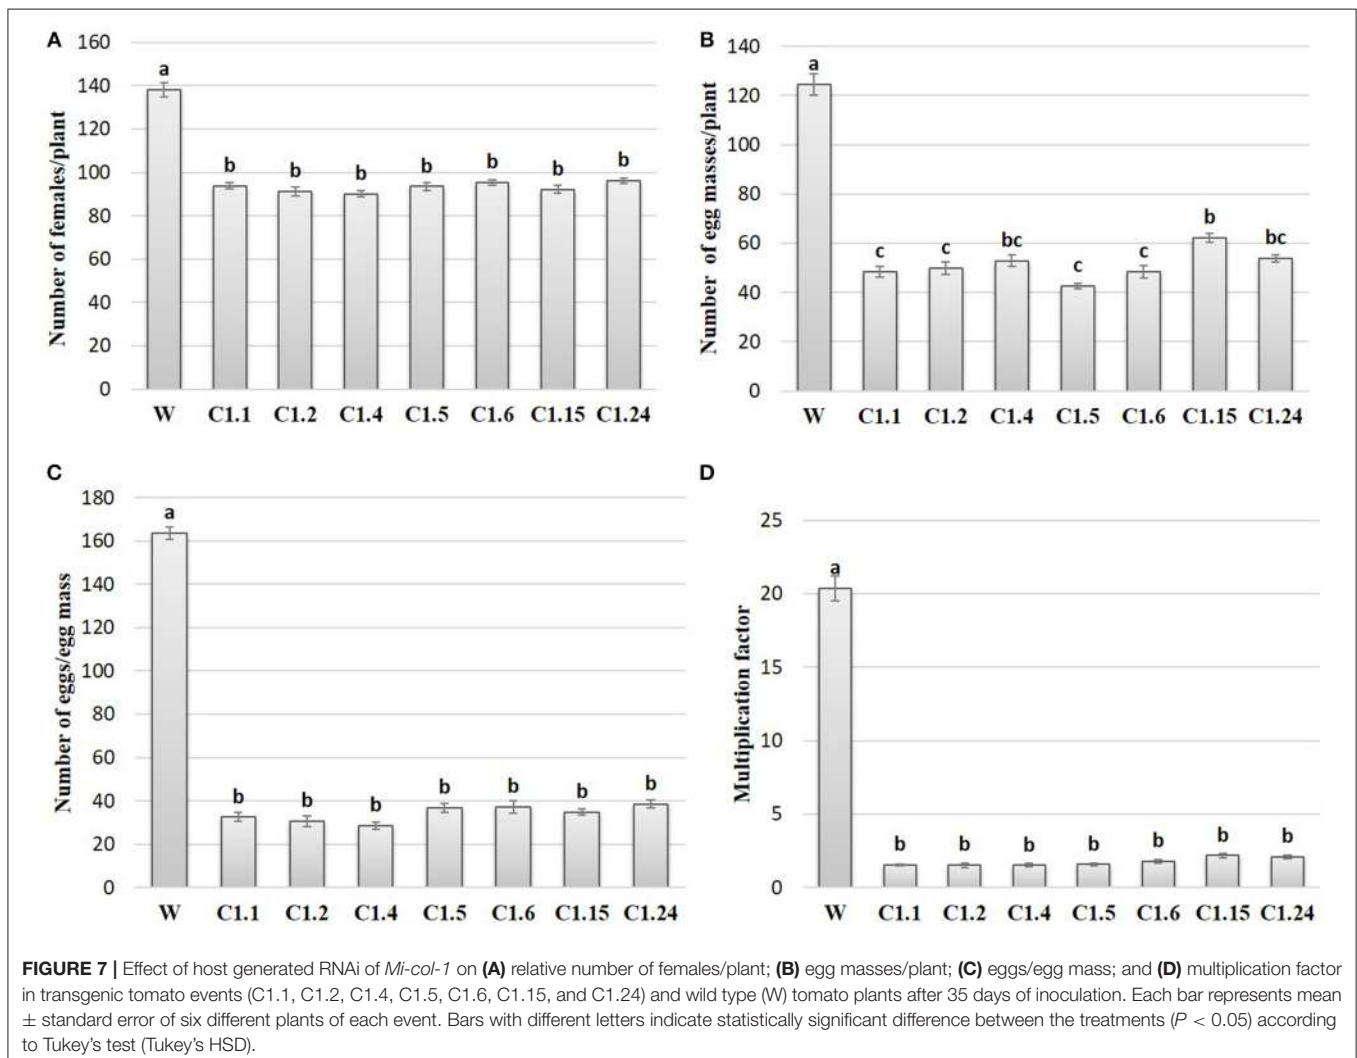 A
Number of females/plant
160
140
120
100
80
60
40
20
0
a
b
b
b
b
b
b
b
W C1.1 C1.2 C1.4 C1.5 C1.6 C1.15 C1.24
B
Number of egg masses/plant
140
120
100
80
60
40
20
0
a
c
c
bc
c
c
b
bc
W C1.1 C1.2 C1.4 C1.5 C1.6 C1.15 C1.24
C
Number of eggs/egg mass
180
160
140
120
100
80
60
40
20
0
a
b
b
b
b
b
b
b
W C1.1 C1.2 C1.4 C1.5 C1.6 C1.15 C1.24
D
Multiplication factor
25
20
15
10
5
0
a
b
b
b
b
b
b
b
W C1.1 C1.2 C1.4 C1.5 C1.6 C1.15 C1.24
FIGURE 7 | Effect of host generated RNAi of Mi-col-1 on (A) relative number of females/plant; (B) egg masses/plant; (C) eggs/egg mass; and (D) multiplication factor
in transgenic tomato events (C1.1, C1.2, C1.4, C1.5, C1.6, C1.15, and C1.24) and wild type (W) tomato plants after 35 days of inoculation. Each bar represents mean
± standard error of six different plants of each event. Bars with different letters indicate statistically significant difference between the treatments (P < 0.05) according
to Tukey's test (Tukey's HSD).